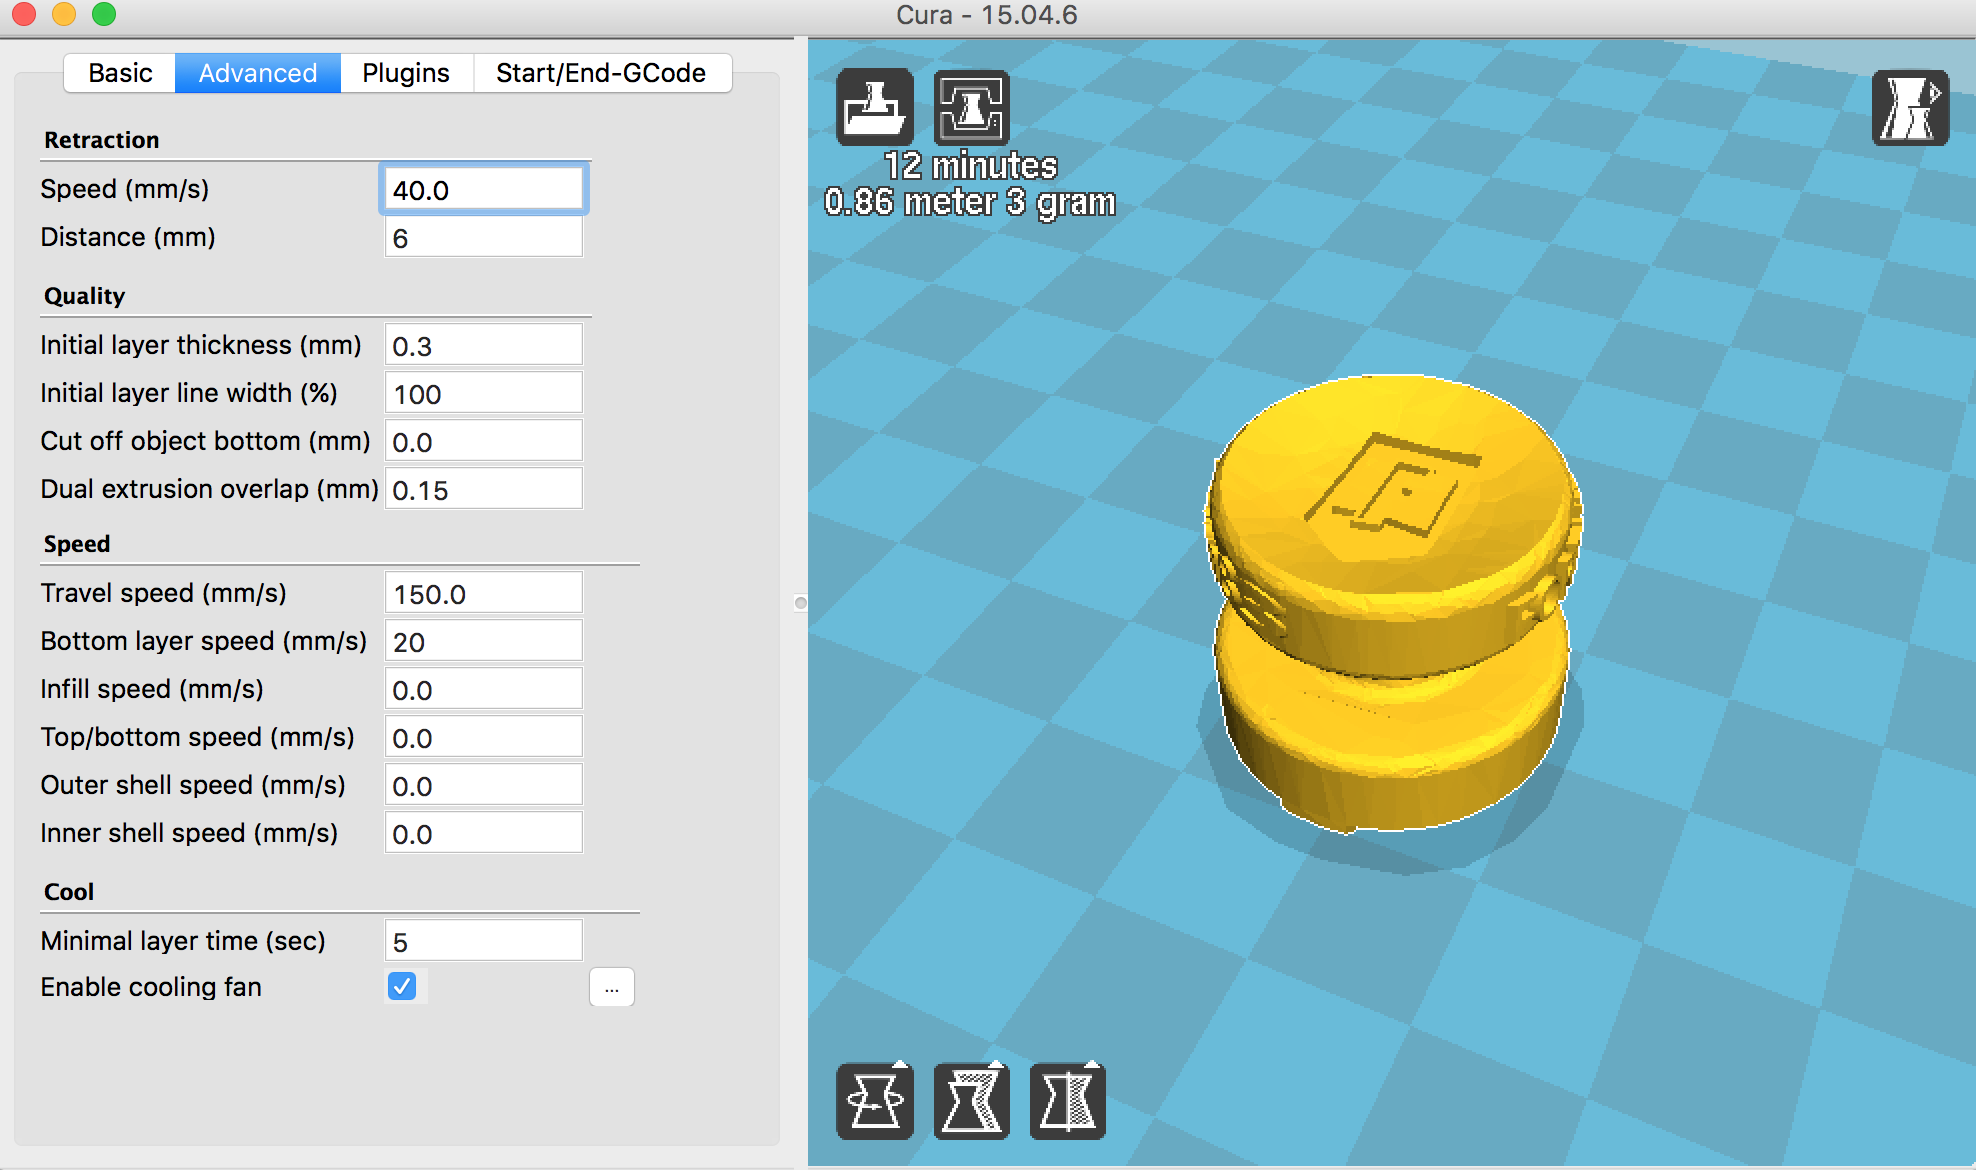 Cura - 15.04.6
Basic Advanced Plugins Start/End-GCode
Retraction
Speed (mm/s) 40.0
Distance (mm) 6
Quality
Initial layer thickness (mm) 0.3
Initial layer line width (%) 100
Cut off object bottom (mm) 0.0
Dual extrusion overlap (mm) 0.15
Speed
Travel speed (mm/s) 150.0
Bottom layer speed (mm/s) 20
Infill speed (mm/s) 0.0
Top/bottom speed (mm/s) 0.0
Outer shell speed (mm/s) 0.0
Inner shell speed (mm/s) 0.0
Cool
Minimal layer time (sec) 5
Enable cooling fan ...
12 minutes
0.86 meter 3 gram